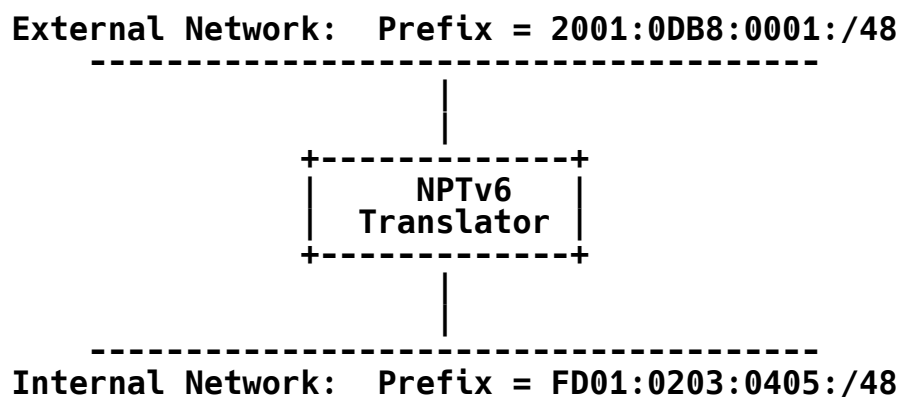 External Network:  Prefix = 2001:0DB8:0001:/48
--------------------------------------
|
|
+-------------+
|     NPTv6   |
|  Translator |
+-------------+
|
|
--------------------------------------
Internal Network:  Prefix = FD01:0203:0405:/48